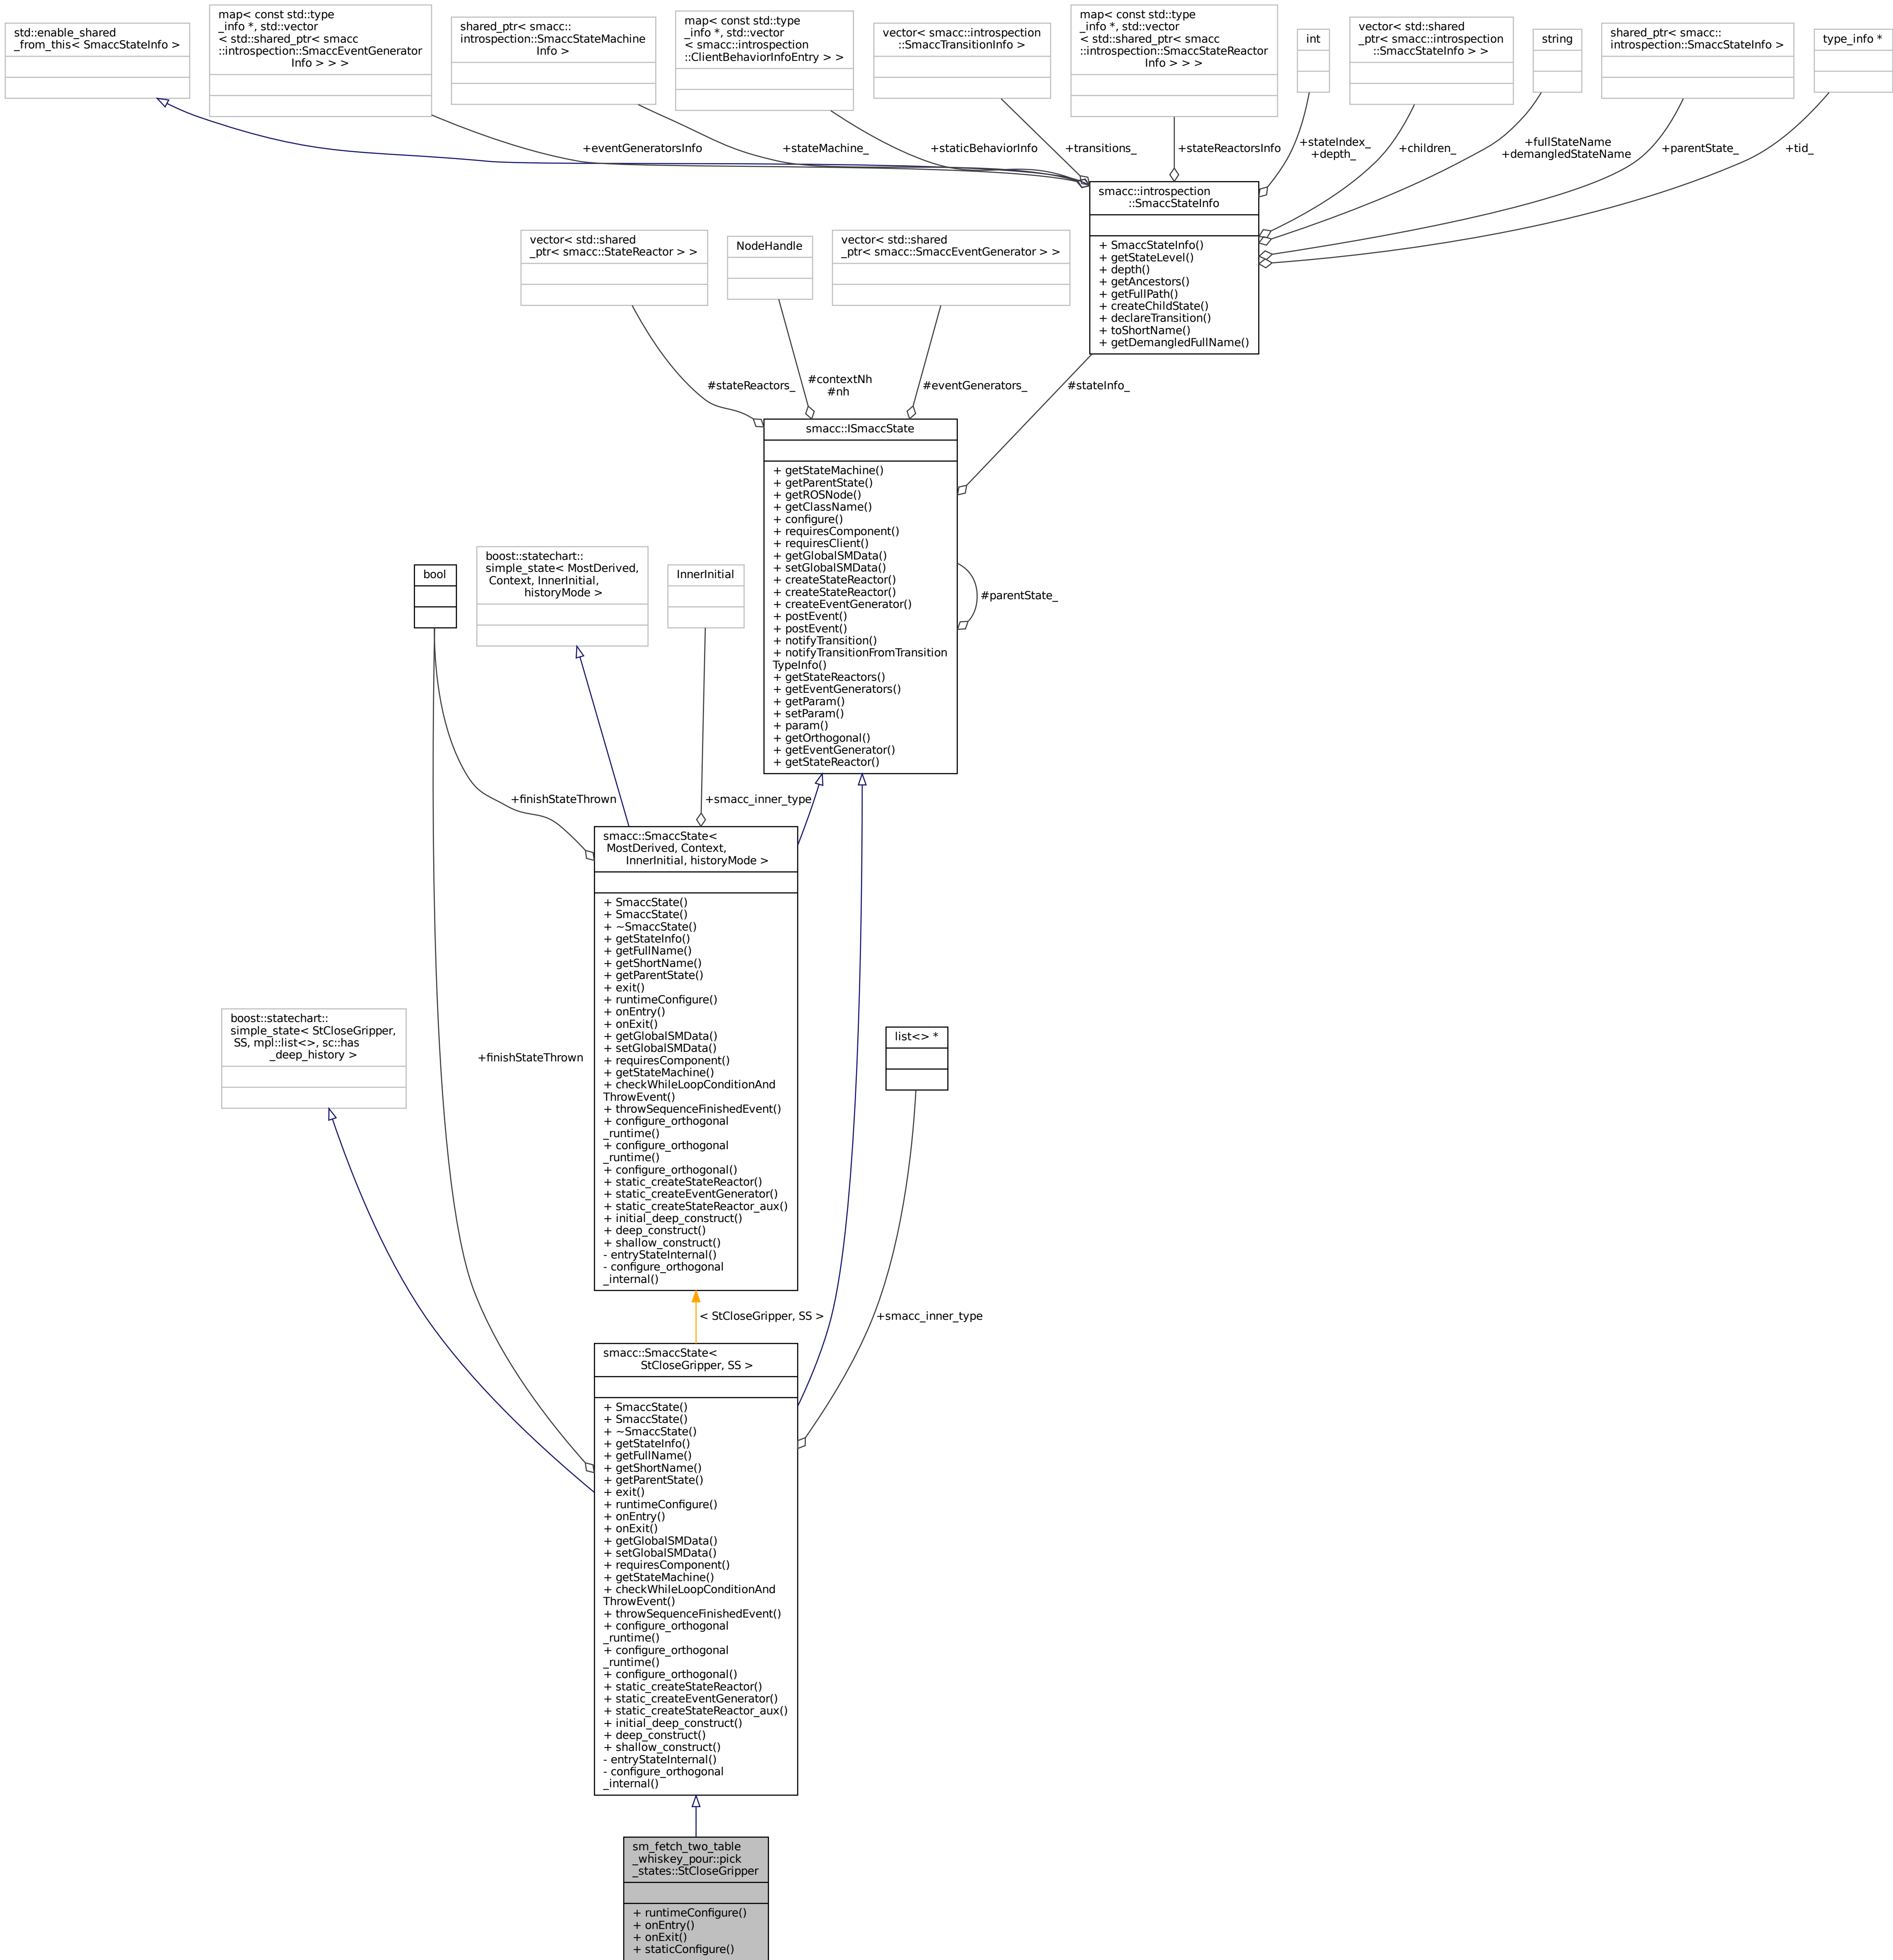 std::enable_shared
_from_this< SmaccStateInfo >
map< const std::type
_info *, std::vector
< std::shared_ptr< smacc
::introspection::SmaccEventGenerator
Info > > >
shared_ptr< smacc::
introspection::SmaccStateMachine
Info >
map< const std::type
_info *, std::vector
< smacc::introspection
::ClientBehaviorInfoEntry > >
vector< smacc::introspection
::SmaccTransitionInfo >
map< const std::type
_info *, std::vector
< std::shared_ptr< smacc
::introspection::SmaccStateReactor
Info > > >
int
vector< std::shared
_ptr< smacc::introspection
::SmaccStateInfo > >
string
shared_ptr< smacc::
introspection::SmaccStateInfo >
type_info *
+eventGeneratorsInfo
+stateMachine_
+staticBehaviorInfo
+transitions_
+stateReactorsInfo
+stateIndex_
+depth_
+children_
+fullStateName
+demangledStateName
+parentState_
+tid_
smacc::introspection
::SmaccStateInfo
+ SmaccStateInfo()
+ getStateLevel()
+ depth()
+ getAncestors()
+ getFullPath()
+ createChildState()
+ declareTransition()
+ toShortName()
+ getDemangledFullName()
vector< std::shared
_ptr< smacc::StateReactor > >
NodeHandle
vector< std::shared
_ptr< smacc::SmaccEventGenerator > >
#stateReactors_
#contextNh
#nh
#eventGenerators_
#stateInfo_
smacc::ISmaccState
+ getStateMachine()
+ getParentState()
+ getROSNode()
+ getClassName()
+ configure()
+ requiresComponent()
+ requiresClient()
+ getGlobalSMData()
+ setGlobalSMData()
+ createStateReactor()
+ createStateReactor()
+ createEventGenerator()
+ postEvent()
+ postEvent()
+ notifyTransition()
+ notifyTransitionFromTransition
TypeInfo()
+ getStateReactors()
+ getEventGenerators()
+ getParam()
+ setParam()
+ param()
+ getOrthogonal()
+ getEventGenerator()
+ getStateReactor()
#parentState_
bool
boost::statechart::
simple_state< MostDerived,
Context, InnerInitial,
historyMode >
InnerInitial
+finishStateThrown
+smacc_inner_type
smacc::SmaccState<
MostDerived, Context,
InnerInitial, historyMode >
+ SmaccState()
+ SmaccState()
+ ~SmaccState()
+ getStateInfo()
+ getFullName()
+ getShortName()
+ getParentState()
+ exit()
+ runtimeConfigure()
+ onEntry()
+ onExit()
+ getGlobalSMData()
+ setGlobalSMData()
+ requiresComponent()
+ getStateMachine()
+ checkWhileLoopConditionAnd
ThrowEvent()
+ throwSequenceFinishedEvent()
+ configure_orthogonal
_runtime()
+ configure_orthogonal
_runtime()
+ configure_orthogonal()
+ static_createStateReactor()
+ static_createEventGenerator()
+ static_createStateReactor_aux()
+ initial_deep_construct()
+ deep_construct()
+ shallow_construct()
- entryStateInternal()
- configure_orthogonal
_internal()
boost::statechart::
simple_state< StCloseGripper,
SS, mpl::list<>, sc::has
_deep_history >
+finishStateThrown
list<> *
< StCloseGripper, SS >
+smacc_inner_type
smacc::SmaccState<
StCloseGripper, SS >
+ SmaccState()
+ SmaccState()
+ ~SmaccState()
+ getStateInfo()
+ getFullName()
+ getShortName()
+ getParentState()
+ exit()
+ runtimeConfigure()
+ onEntry()
+ onExit()
+ getGlobalSMData()
+ setGlobalSMData()
+ requiresComponent()
+ getStateMachine()
+ checkWhileLoopConditionAnd
ThrowEvent()
+ throwSequenceFinishedEvent()
+ configure_orthogonal
_runtime()
+ configure_orthogonal
_runtime()
+ configure_orthogonal()
+ static_createStateReactor()
+ static_createEventGenerator()
+ static_createStateReactor_aux()
+ initial_deep_construct()
+ deep_construct()
+ shallow_construct()
- entryStateInternal()
- configure_orthogonal
_internal()
sm_fetch_two_table
_whiskey_pour::pick
_states::StCloseGripper
+ runtimeConfigure()
+ onEntry()
+ onExit()
+ staticConfigure()